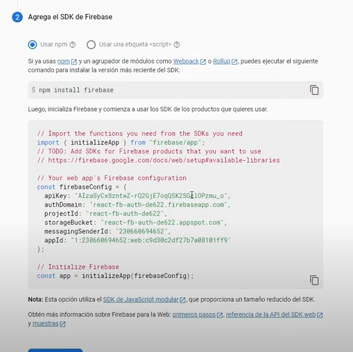 2 Agrega el SDK de Firebase
Usar npm Usar una etiqueta <script>
Si ya usas npm y un agrupador de módulos como Webpack o Rollup, puedes ejecutar el siguiente
comando para instalar la versión más reciente del SDK:
$ npm install firebase
Luego, inicializa Firebase y comienza a usar los SDK de los productos que quieres usar.
// Import the functions you need from the SDKs you need
import { initializeApp } from "firebase/app";
// TODO: Add SDKs for Firebase products that you want to use
// https://firebase.google.com/docs/web/setup#available-libraries
// Your web app's Firebase configuration
const firebaseConfig = {
apiKey:
authDomain: "react-fb-auth-de622.firebaseapp.com",
projectId: "react-fb-auth-de622",
storageBucket: "react-fb-auth-de622.appspot.com",
messagingSenderId: "230660694652",
appId:
};
// Initialize Firebase
const app = initializeApp(firebaseConfig);
Nota: Esta opción utiliza el SDK de JavaScript modular, que proporciona un tamaño reducido del SDK.
Obtén más información sobre Firebase para la Web: primeros pasos, referencia de la API del SDK web
y muestras